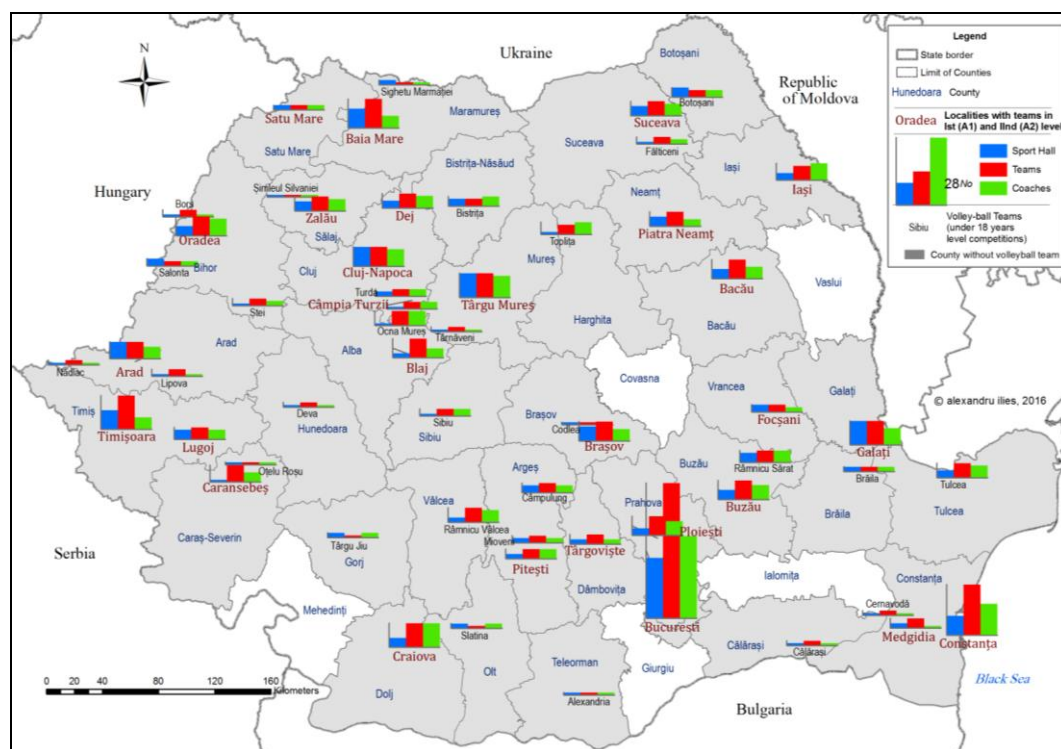 Ukraine
N
Sighetu Marmației
Maramureș
Satu Mare
Baia Mare
Satu Mare
Botoșani
Botoșani
Republic
of Moldova
Suceava
Suceava
Fălticeni
Iași
Iași
Hungary
Bistrița-Năsăud
Bistrița
Șimleul Silvaniei
Zalău
Sălaj
Dej
Neamț
Piatra Neamț
Oradea
Bihor
Salonta
Cluj
Cluj-Napoca
Toplița
Mureș
Târgu Mureș
Bacău
Bacău
Vaslui
Turda
Câmpia Turzii
Ocna Mureș
Târnăveni
Harghita
Ștei
Arad
Arad
Nădlac
Lipova
Alba
Blaj
Covasna
Vrancea
Galați
© alexandru ilies, 2016
Timiș
Timișoara
Lugoj
Deva
Hunedoara
Sibiu
Sibiu
Brașov
Codlea
Brașov
Focșani
Galați
Oțelu Roșu
Caransebeș
Caraș-Severin
Argeș
Câmpulung
Vâlcea
Râmnicu Vâlcea
Mioveni
Pitești
Prahova
Ploiești
Târgoviște
Dâmbovița
Buzău
Râmnicu Sărat
Buzău
Brăila
Brăila
Tulcea
Tulcea
Serbia
Târgu Jiu
Gorj
Mehedinți
Craiova
Dolj
Slatina
Olt
Teleorman
Alexandria
București
Giurgiu
Ialomița
Călărași
Călărași
Constanța
Cernavodă
Medgidia
Constanța
Black Sea
Bulgaria
0 20 40 80 120 160
Kilometers
Legend
State border
Limit of Counties
Hunedoara County
Oradea Localities with teams in
Ist (A1) and IInd (A2) level
Sport Hall
Teams
28 No
Coaches
Sibiu Volley-ball Teams
(under 18 years
level competitions)
County without volleyball team